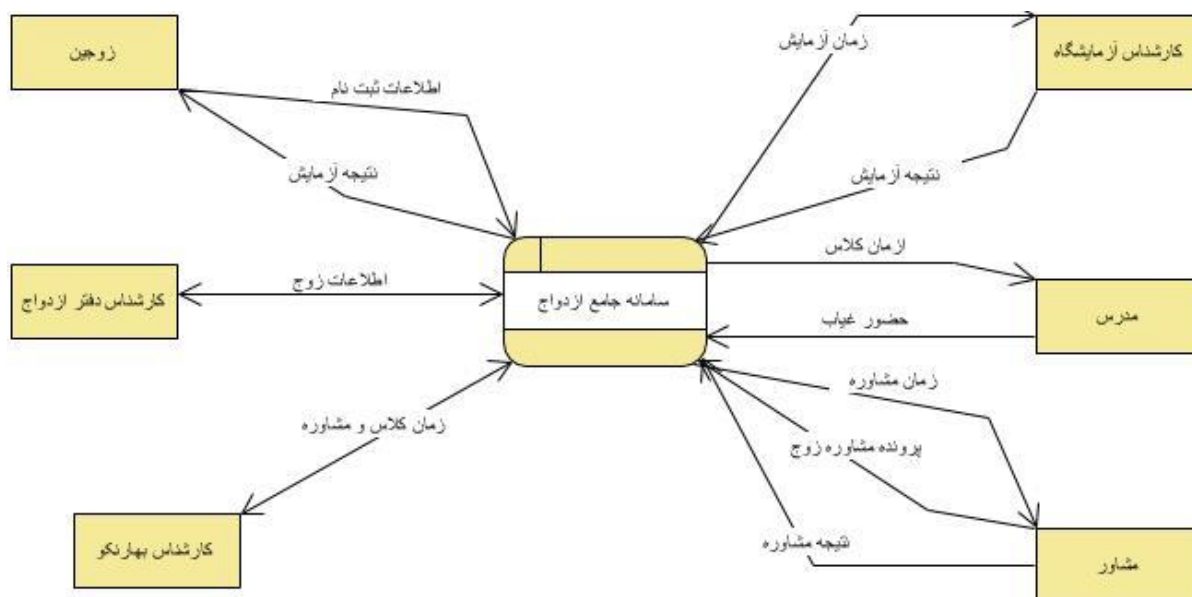 زوجین
کارشناس آزمایشگاه
زمان آزمایش
اطلاعات ثبت نام
نتیجه آزمایش
نتیجه آزمایش
ازمان کلاس
کارشناس دفتر ازدواج
اطلاعات زوج
سامانه جامع ازدواج
مدرس
حضور غیاب
زمان مشاوره
زمان کلاس و مشاوره
پرونده مشاوره زوج
نتیجه مشاوره
کارشناس بهارنکو
مشاور